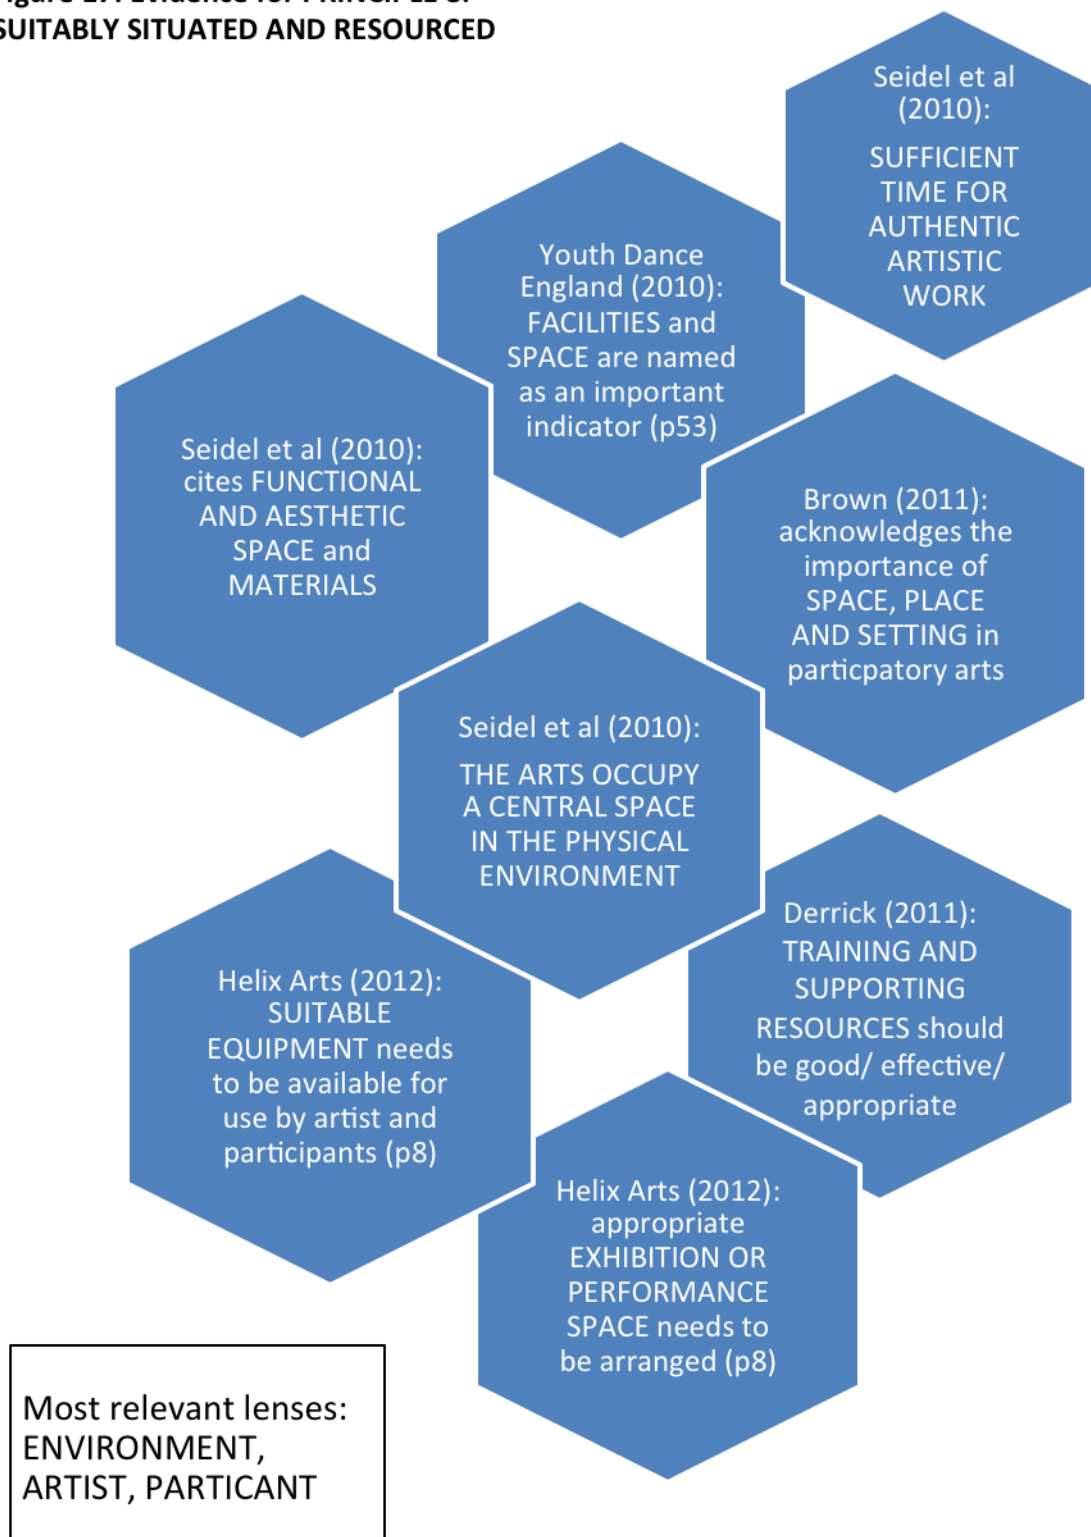 SUITABLY SITUATED AND RESOURCED
Seidel et al
(2010):
SUFFICIENT
TIME FOR
AUTHENTIC
ARTISTIC
WORK
Youth Dance
England (2010):
FACILITIES and
SPACE are named
as an important
indicator (p53)
Seidel et al (2010):
cites FUNCTIONAL
AND AESTHETIC
SPACE and
MATERIALS
Brown (2011):
acknowledges the
importance of
SPACE, PLACE
AND SETTING in
particpatory arts
Seidel et al (2010):
THE ARTS OCCUPY
A CENTRAL SPACE
IN THE PHYSICAL
ENVIRONMENT
Derrick (2011):
TRAINING AND
SUPPORTING
RESOURCES should
be good/ effective/
appropriate
Helix Arts (2012):
SUITABLE
EQUIPMENT needs
to be available for
use by artist and
participants (p8)
Helix Arts (2012):
appropriate
EXHIBITION OR
PERFORMANCE
SPACE needs to
be arranged (p8)
Most relevant lenses:
ENVIRONMENT,
ARTIST, PARTICANT